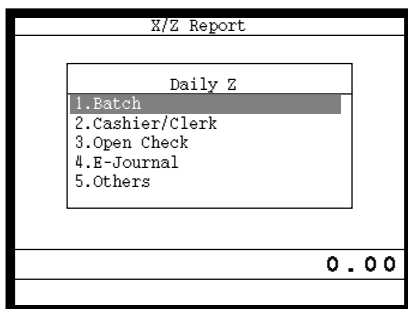 X/Z Report
Daily Z
1.Batch
2.Cashier/Clerk
3.Open Check
4.E-Journal
5.Others
0.00